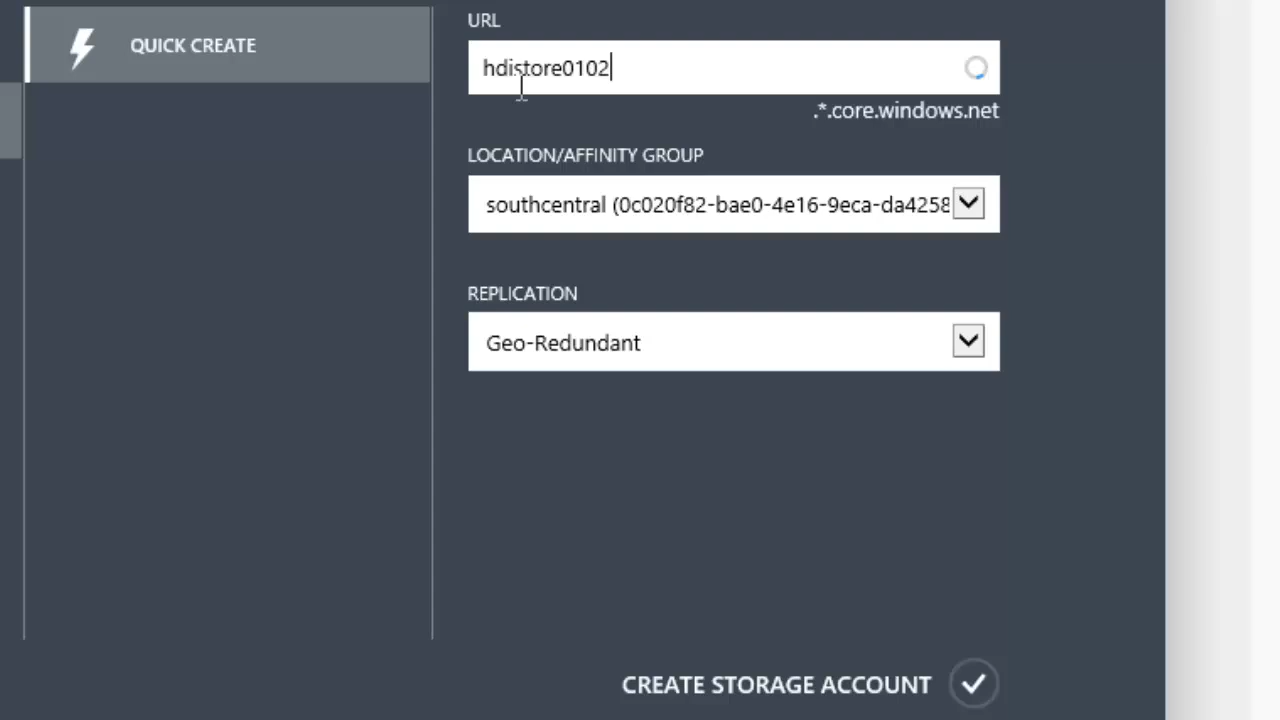 QUICK CREATE
URL
hdistore0102
.*.core.windows.net
LOCATION/AFFINITY GROUP
southcentral (0c020f82-bae0-4e16-9eca-da4258
REPLICATION
Geo-Redundant
CREATE STORAGE ACCOUNT